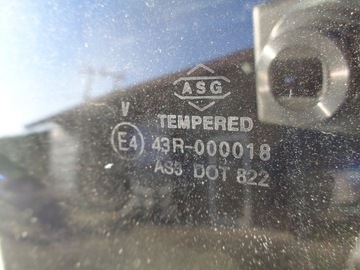 ASG
V
TEMPERED
E4 43R-000018
AS3 DOT 822